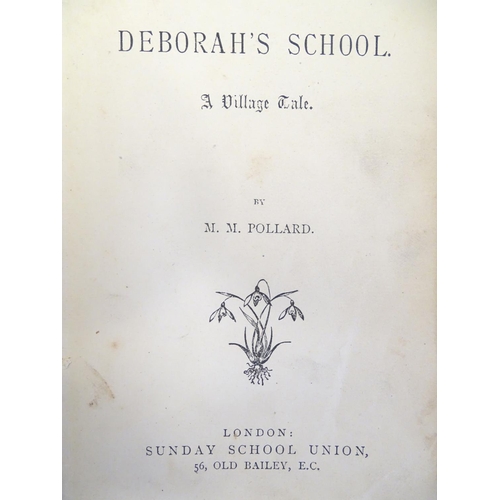 DEBORAH'S SCHOOL.
A Village Tale.
BY
M. M. POLLARD.
LONDON:
SUNDAY SCHOOL UNION,
56, OLD BAILEY, E.C.